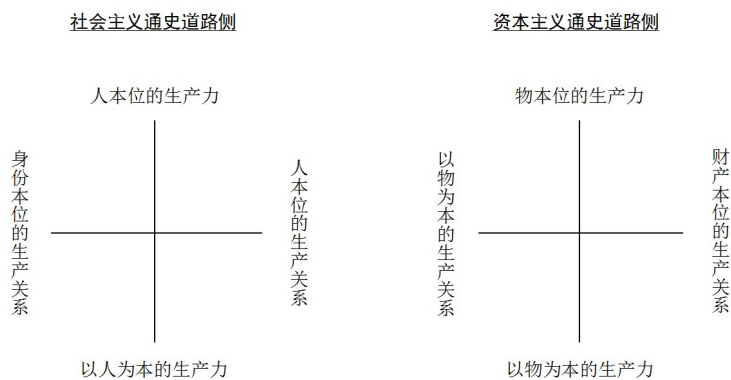 社会主义通史道路侧
资本主义通史道路侧
人本位的生产力
物本位的生产力
身份本位的生产关系
人本位的生产关系
以物为本的生产关系
财产本位的生产关系
以人为本的生产力
以物为本的生产力